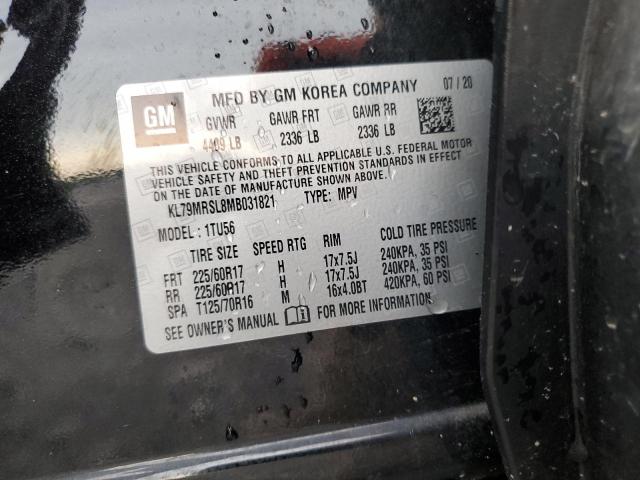 MFD BY GM KOREA COMPANY 07 / 20
GM
GVWR GAWR FRT GAWR RR
4409 LB 2336 LB 2336 LB
THIS VEHICLE CONFORMS TO ALL APPLICABLE U.S. FEDERAL MOTOR
VEHICLE SAFETY AND THEFT PREVENTION STANDARDS IN EFFECT
ON THE DATE OF MANUFACTURE SHOWN ABOVE.
KL79MRSL8MB031821 TYPE: MPV
MODEL: 1TU56
TIRE SIZE SPEED RTG RIM COLD TIRE PRESSURE
FRT 225/60R17 H 17x7.5J 240KPA, 35 PSI
RR 225/60R17 H 17x7.5J 240KPA, 35 PSI
SPA T125/70R16 M 16x4.0BT 420KPA, 60 PSI
SEE OWNER'S MANUAL FOR MORE INFORMATION